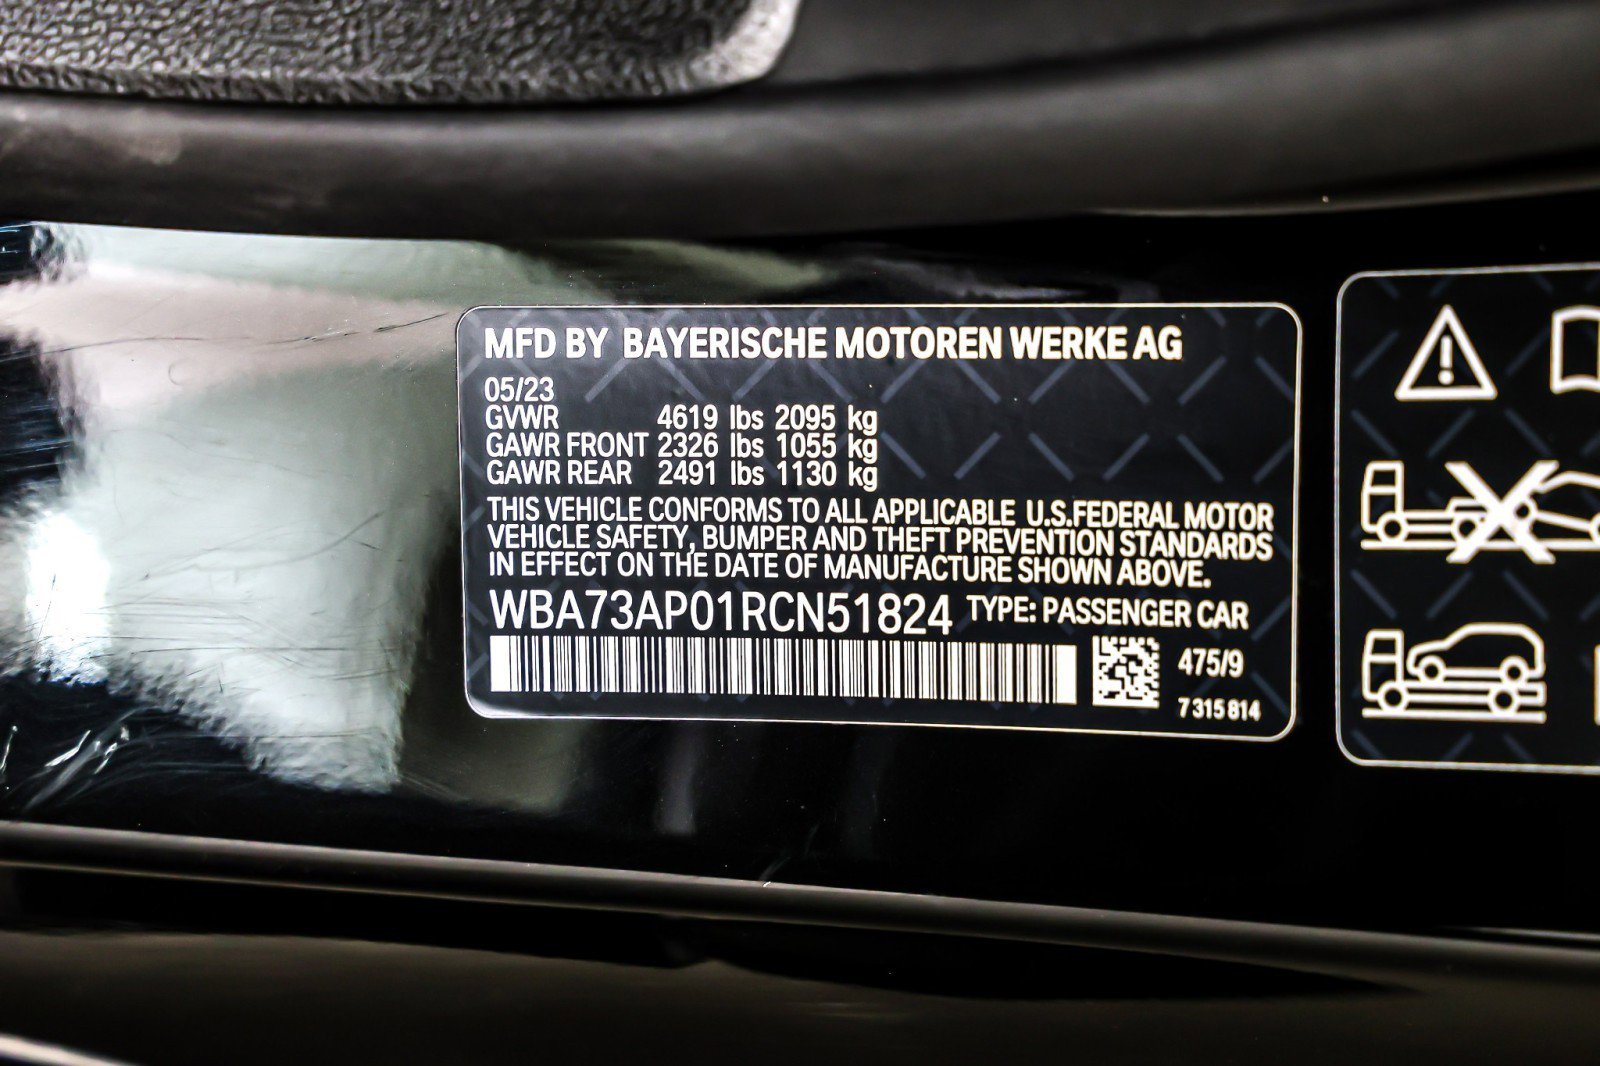 MFD BY BAYERISCHE MOTOREN WERKE AG
05/23
GVWR 4619 lbs 2095 kg
GAWR FRONT 2326 lbs 1055 kg
GAWR REAR 2491 lbs 1130 kg
THIS VEHICLE CONFORMS TO ALL APPLICABLE U.S.FEDERAL MOTOR
VEHICLE SAFETY, BUMPER AND THEFT PREVENTION STANDARDS
IN EFFECT ON THE DATE OF MANUFACTURE SHOWN ABOVE.
WBA73AP01RCN51824 TYPE: PASSENGER CAR
475/9
7 315 814